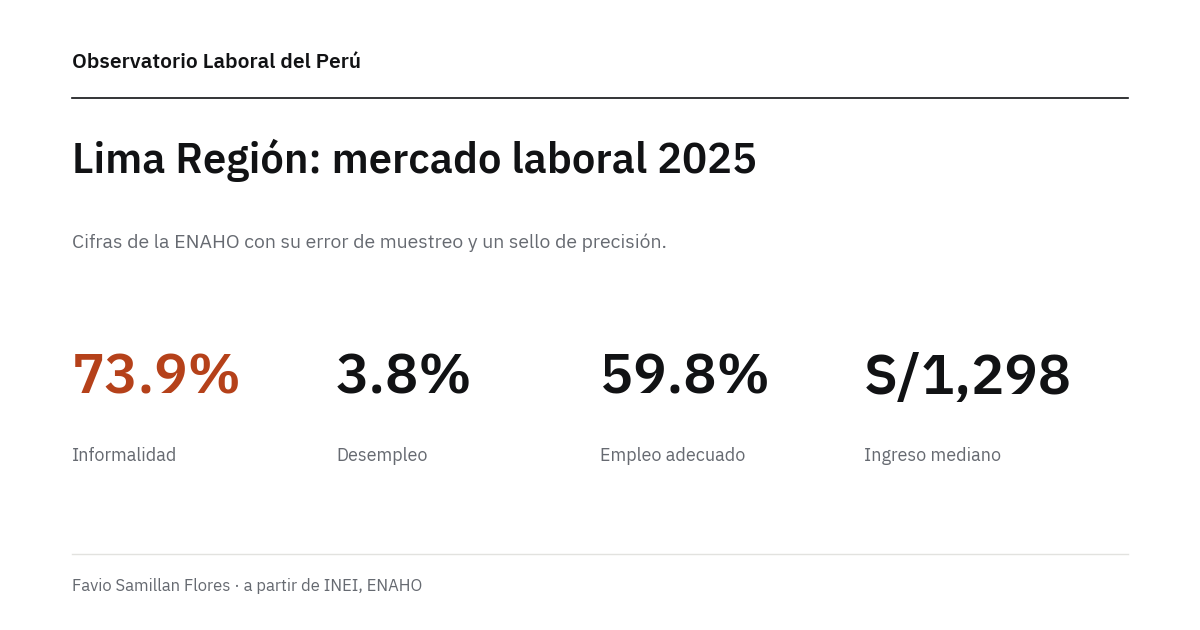 Observatorio Laboral del Perú
Lima Región: mercado laboral 2025
Cifras de la ENAHO con su error de muestreo y un sello de precisión.
73.9% 3.8% 59.8% S/1,298
Informalidad Desempleo Empleo adecuado Ingreso mediano
Favio Samillan Flores · a partir de INEI, ENAHO